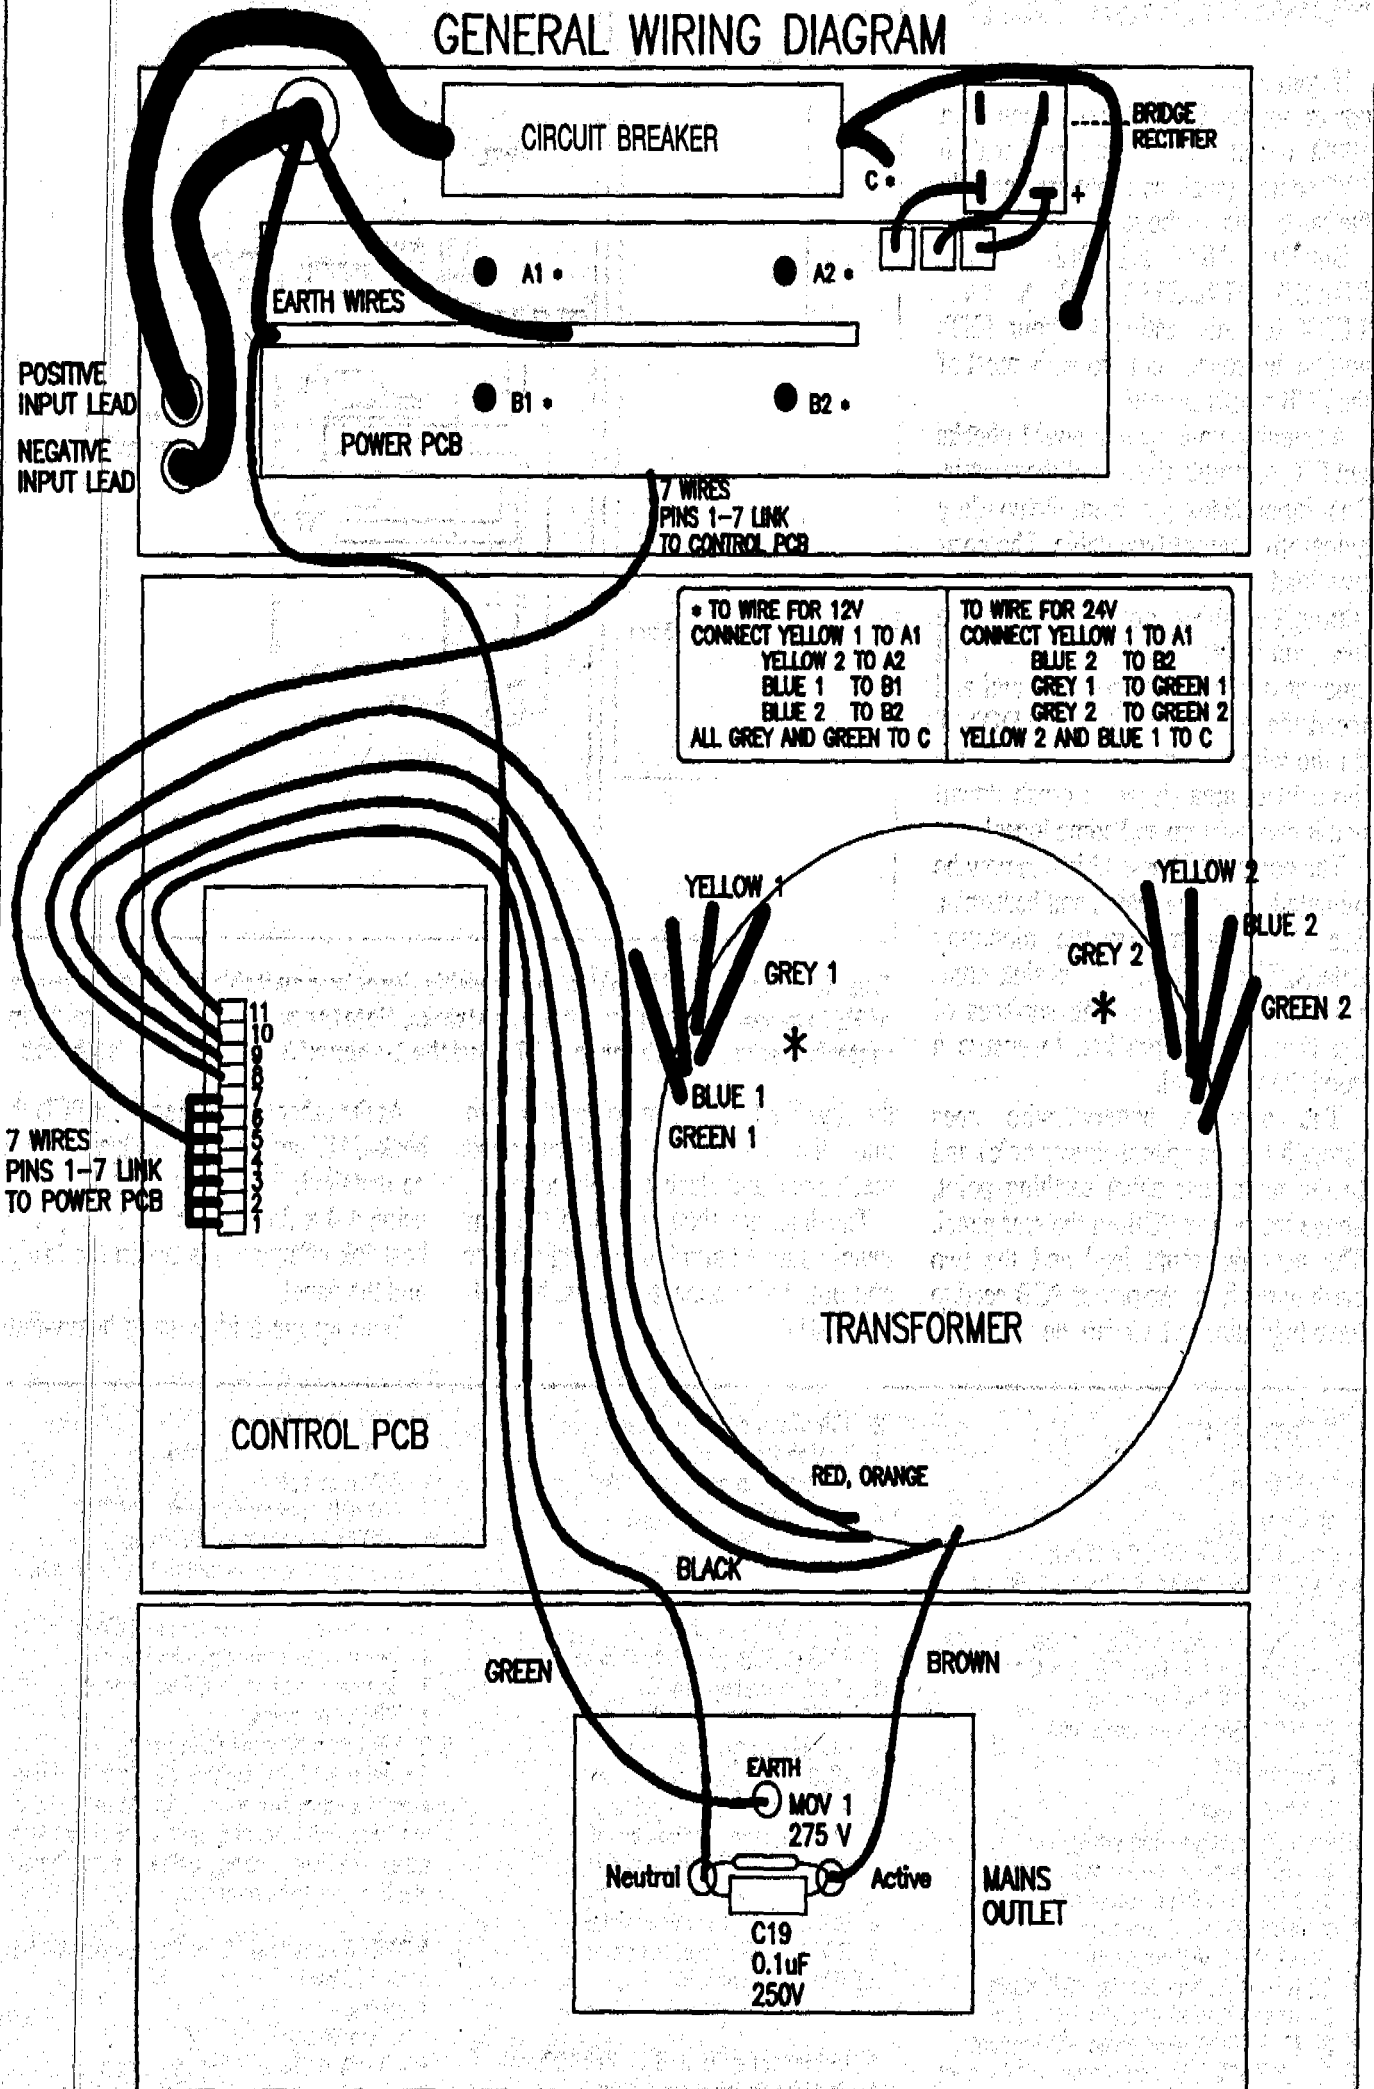 GENERAL WIRING DIAGRAM
CIRCUIT BREAKER
BRIDGE
RECTIFIER
C *
+
A1 *
A2 *
EARTH WIRES
POSITIVE
INPUT LEAD
B1 *
B2 *
NEGATIVE
INPUT LEAD
POWER PCB
7 WIRES
PINS 1-7 LINK
TO CONTROL PCB
* TO WIRE FOR 12V
CONNECT YELLOW 1 TO A1
YELLOW 2 TO A2
BLUE 1 TO B1
BLUE 2 TO B2
ALL GREY AND GREEN TO C
TO WIRE FOR 24V
CONNECT YELLOW 1 TO A1
BLUE 2 TO B2
GREY 1 TO GREEN 1
GREY 2 TO GREEN 2
YELLOW 2 AND BLUE 1 TO C
YELLOW 1
YELLOW 2
BLUE 2
GREY 1
GREY 2
GREEN 2
*
*
BLUE 1
GREEN 1
11
10
9
8
7
6
5
4
3
2
1
7 WIRES
PINS 1-7 LINK
TO POWER PCB
TRANSFORMER
CONTROL PCB
RED, ORANGE
BLACK
GREEN
BROWN
EARTH
MOV 1
275 V
Neutral
Active
MAINS
OUTLET
C19
0.1uF
250V